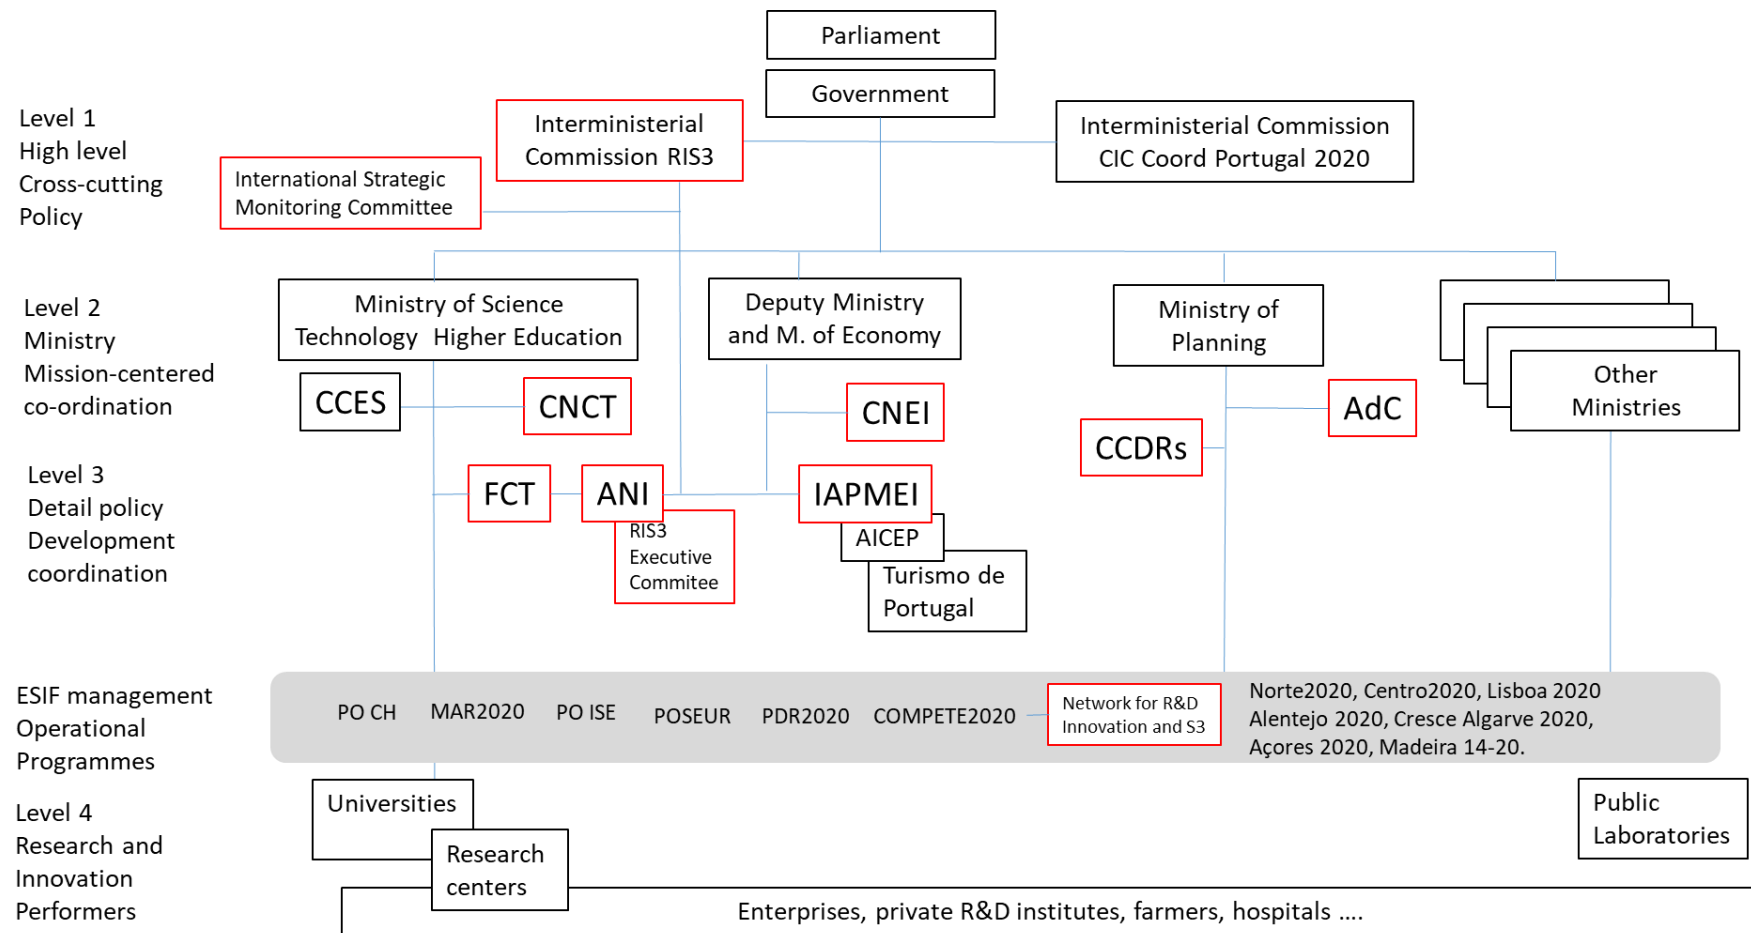 Parliament
Government
Level 1
High level
Cross-cutting
Policy
Interministerial
Commission RIS3
Interministerial Commission
CIC Coord Portugal 2020
International Strategic
Monitoring Committee
Level 2
Ministry
Mission-centered
co-ordination
Ministry of Science
Technology  Higher Education
Deputy Ministry
and M. of Economy
Ministry of
Planning
Other
Ministries
CCES
CNCT
CNEI
AdC
CCDRs
Level 3
Detail policy
Development
coordination
FCT
ANI
IAPMEI
RIS3
Executive
Commitee
AICEP
Turismo de
Portugal
ESIF management
Operational
Programmes
PO CH
MAR2020
PO ISE
POSEUR
PDR2020
COMPETE2020
Network for R&D
Innovation and S3
Norte2020, Centro2020, Lisboa 2020
Alentejo 2020, Cresce Algarve 2020,
Açores 2020, Madeira 14-20.
Level 4
Research and
Innovation
Performers
Universities
Research
centers
Public
Laboratories
Enterprises, private R&D institutes, farmers, hospitals ....